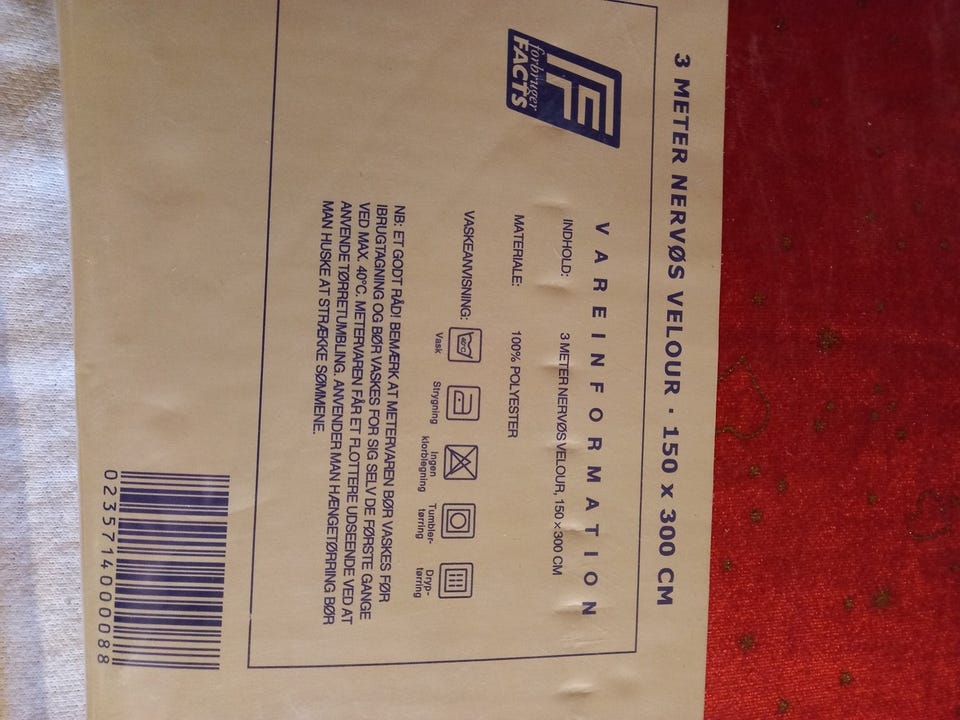 3 METER NERVØS VELOUR · 150 x 300 CM
forbruger
FACTS
VAREINFORMATION
INDHOLD: 3 METER NERVØS VELOUR, 150 x 300 CM
MATERIALE: 100% POLYESTER
VASKEANVISNING:
40°
Vask
Strygning
Ingen
klorblegning
Tumbler-
tørring
Dryp-
tørring
NB: ET GODT RÅD! BEMÆRK AT METERVAREN BØR VASKES FØR
IBRUGTAGNING OG BØR VASKES FOR SIG SELV DE FØRSTE GANGE
VED MAX. 40°C. METERVAREN FÅR ET FLOTTERE UDSEENDE VED AT
ANVENDE TØRRETUMBLING. ANVENDER MAN HÆNGETØRRING BØR
MAN HUSKE AT STRÆKKE SØMMENE.
0235714000088